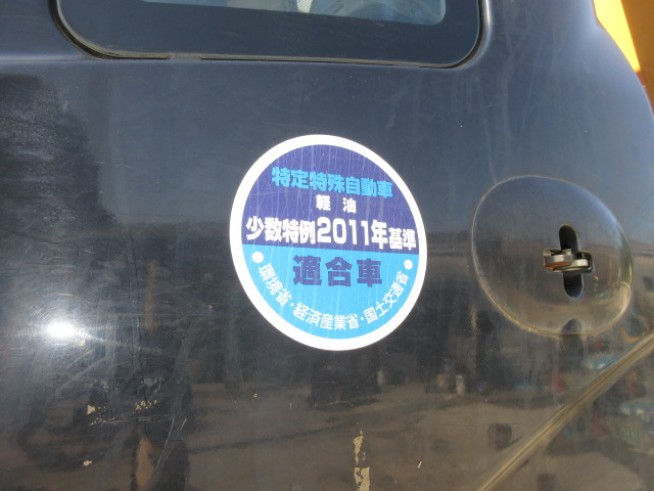 特定特殊自動車
軽油
少数特例2011年基準
適合車
●環境省・経済産業省・国土交通省●